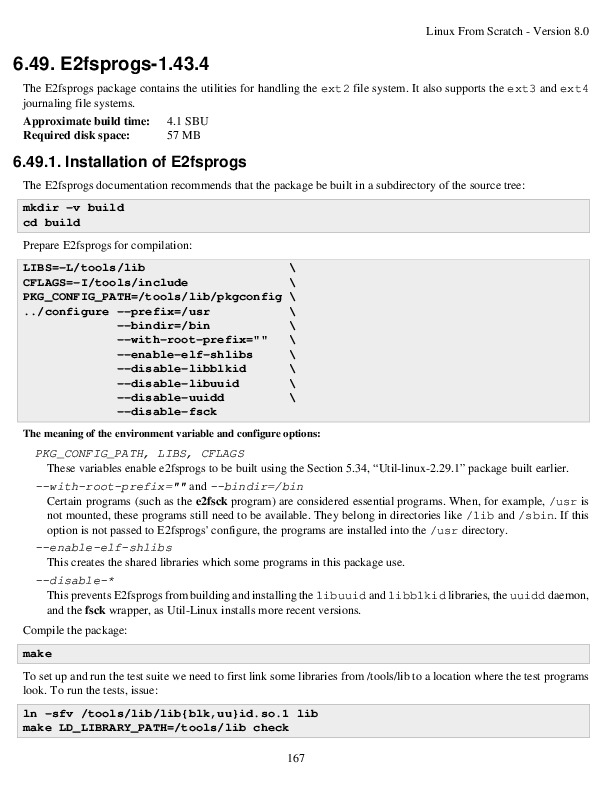 Linux From Scratch - Version 8.0
6.49. E2fsprogs-1.43.4
The E2fsprogs package contains the utilities for handling the ext2 file system. It also supports the ext3 and ext4
journaling file systems.
Approximate build time: 4.1 SBU
Required disk space: 57 MB
6.49.1. Installation of E2fsprogs
The E2fsprogs documentation recommends that the package be built in a subdirectory of the source tree:
mkdir -v build
cd build
Prepare E2fsprogs for compilation:
LIBS=-L/tools/lib \
CFLAGS=-I/tools/include \
PKG_CONFIG_PATH=/tools/lib/pkgconfig \
../configure --prefix=/usr \
--bindir=/bin \
--with-root-prefix="" \
--enable-elf-shlibs \
--disable-libblkid \
--disable-libuuid \
--disable-uuidd \
--disable-fsck
The meaning of the environment variable and configure options:
PKG_CONFIG_PATH, LIBS, CFLAGS
These variables enable e2fsprogs to be built using the Section 5.34, “Util-linux-2.29.1” package built earlier.
--with-root-prefix="" and --bindir=/bin
Certain programs (such as the e2fsck program) are considered essential programs. When, for example, /usr is
not mounted, these programs still need to be available. They belong in directories like /lib and /sbin. If this
option is not passed to E2fsprogs' configure, the programs are installed into the /usr directory.
--enable-elf-shlibs
This creates the shared libraries which some programs in this package use.
--disable-*
This prevents E2fsprogs from building and installing the libuuid and libblkid libraries, the uuidd daemon,
and the fsck wrapper, as Util-Linux installs more recent versions.
Compile the package:
make
To set up and run the test suite we need to first link some libraries from /tools/lib to a location where the test programs
look. To run the tests, issue:
ln -sfv /tools/lib/lib{blk,uu}id.so.1 lib
make LD_LIBRARY_PATH=/tools/lib check
167